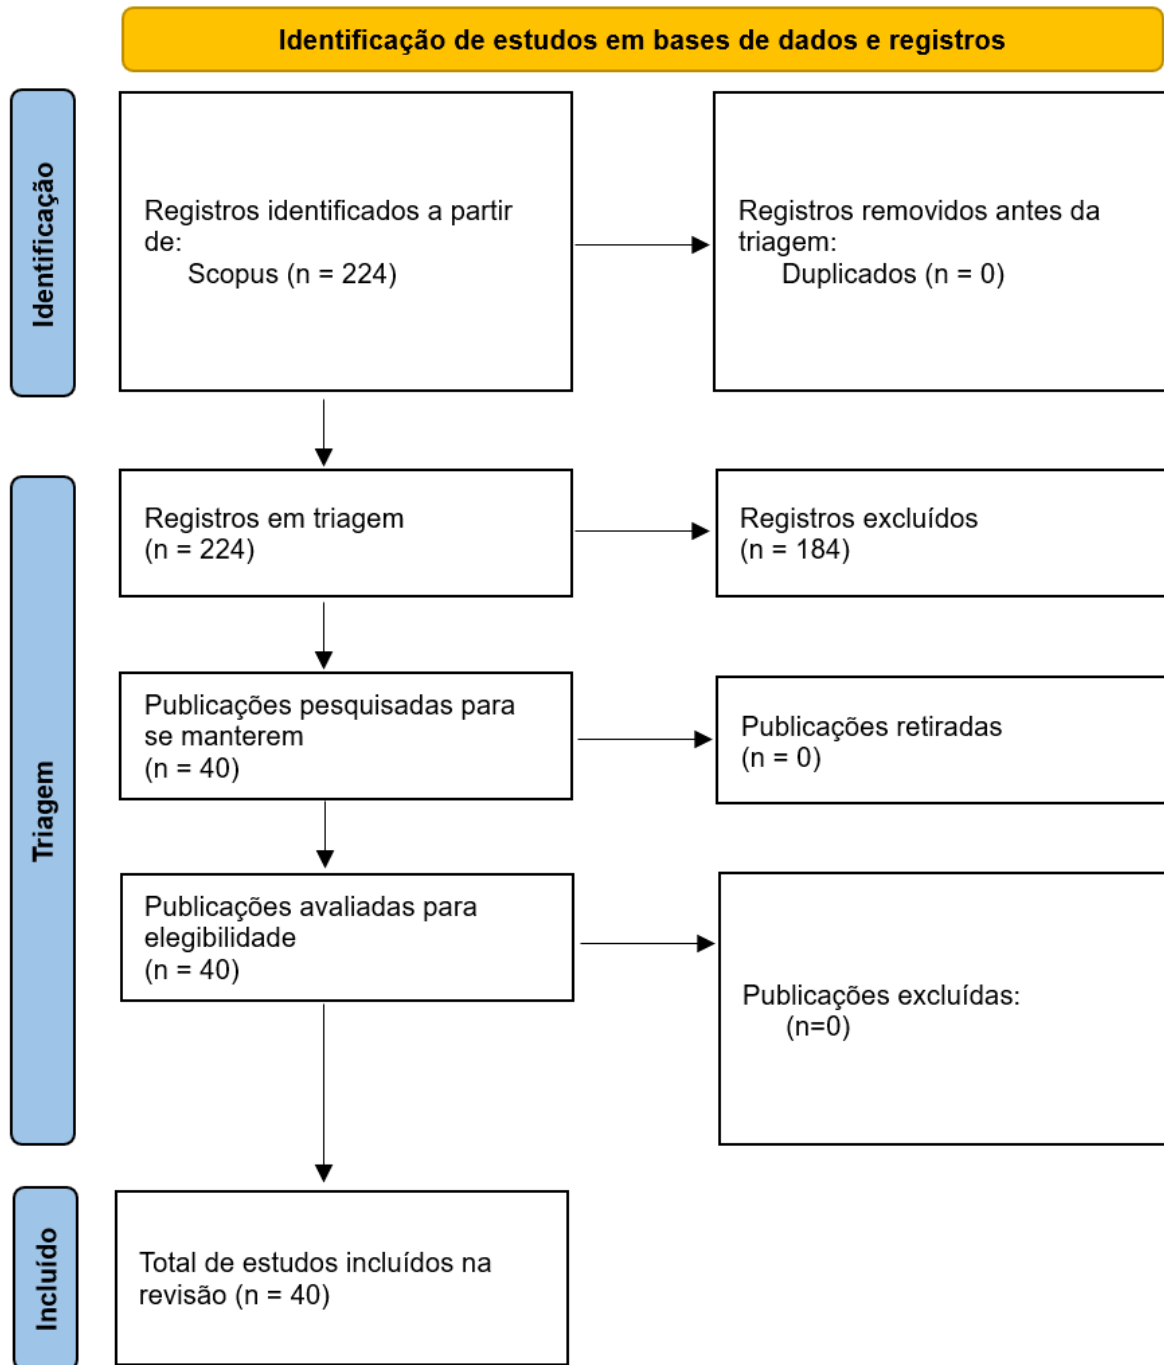 Identificação de estudos em bases de dados e registros
Identificação
Registros identificados a partir
de:
Scopus (n = 224)
Registros removidos antes da
triagem:
Duplicados (n = 0)
Triagem
Registros em triagem
(n = 224)
Registros excluídos
(n = 184)
Publicações pesquisadas para
se manterem
(n = 40)
Publicações retiradas
(n = 0)
Publicações avaliadas para
elegibilidade
(n = 40)
Publicações excluídas:
(n=0)
Incluído
Total de estudos incluídos na
revisão (n = 40)